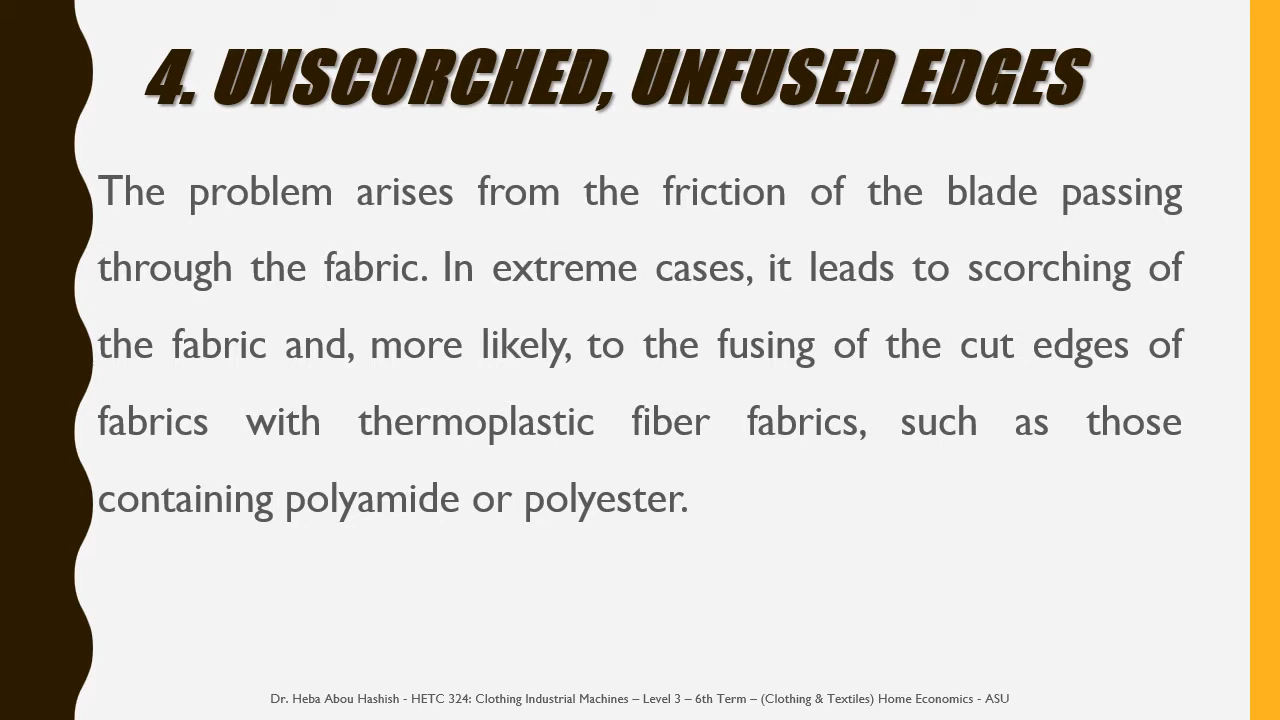 4. UNSCORCHED, UNFUSED EDGES
The problem arises from the friction of the blade passing
through the fabric. In extreme cases, it leads to scorching of
the fabric and, more likely, to the fusing of the cut edges of
fabrics with thermoplastic fiber fabrics, such as those
containing polyamide or polyester.
Dr. Heba Abou Hashish - HETC 324: Clothing Industrial Machines – Level 3 – 6th Term – (Clothing & Textiles) Home Economics - ASU